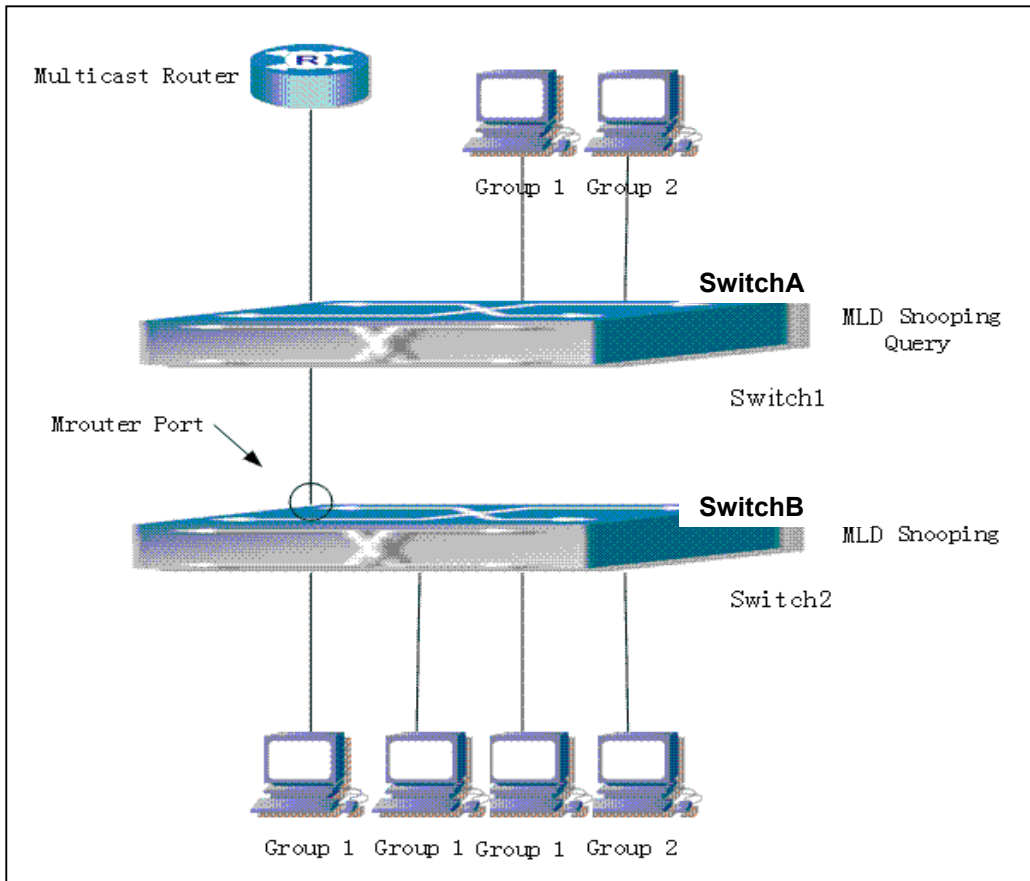 R
Multicast Router
Group 1 Group 2
SwitchA
MLD Snooping
Query
Switch1
Mrouter Port
SwitchB
MLD Snooping
Switch2
Group 1 Group 1 Group 1 Group 2